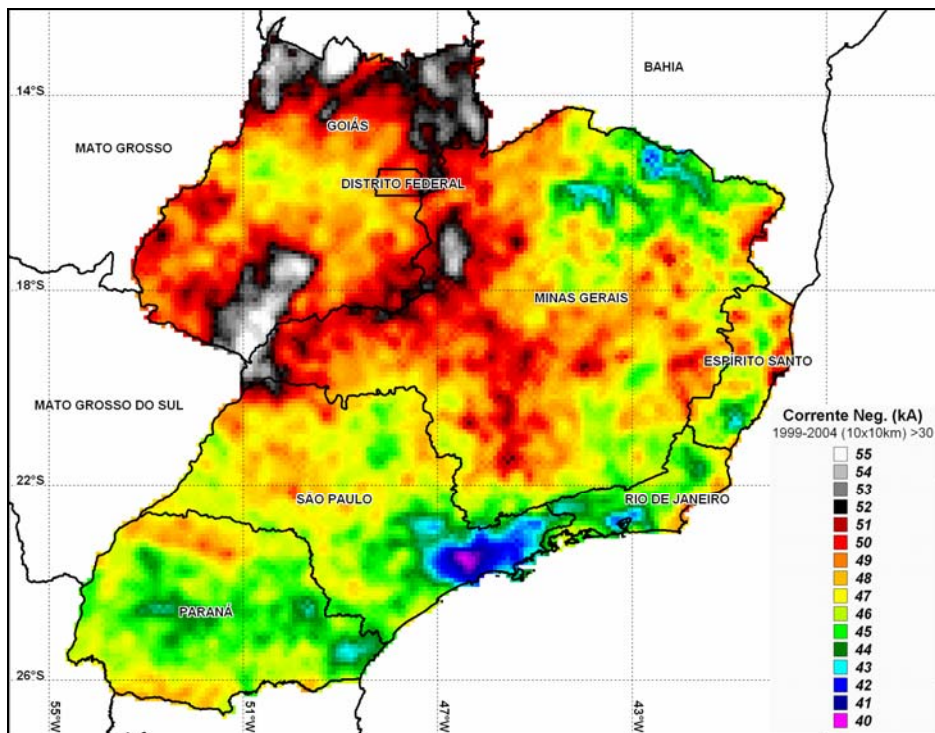 BAHIA
14°S
GOIÁS
MATO GROSSO
DISTRITO FEDERAL
18°S
MINAS GERAIS
ESPÍRITO SANTO
MATO GROSSO DO SUL
Corrente Neg. (kA)
1999-2004 (10x10km) >30
55
54
53
52
51
50
49
48
47
46
45
44
43
42
41
40
22°S
SÃO PAULO
RIO DE JANEIRO
PARANÁ
26°S
55°W
51°W
47°W
43°W